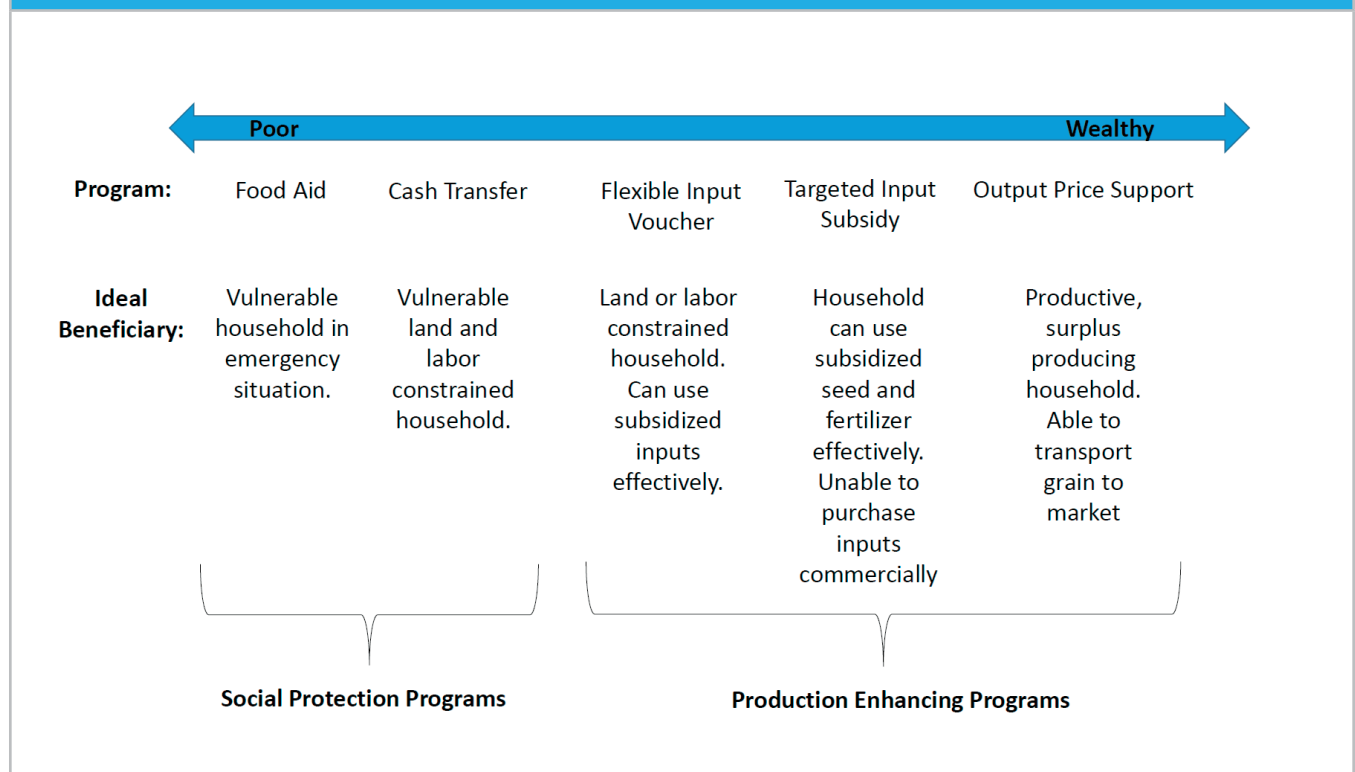 Poor
Wealthy
Program:
Food Aid
Cash Transfer
Flexible Input
Voucher
Targeted Input
Subsidy
Output Price Support
Ideal
Beneficiary:
Vulnerable
household in
emergency
situation.
Vulnerable
land and
labor
constrained
household.
Land or labor
constrained
household.
Can use
subsidized
inputs
effectively.
Household
can use
subsidized
seed and
fertilizer
effectively.
Unable to
purchase
inputs
commercially
Productive,
surplus
producing
household.
Able to
transport
grain to
market
Social Protection Programs
Production Enhancing Programs